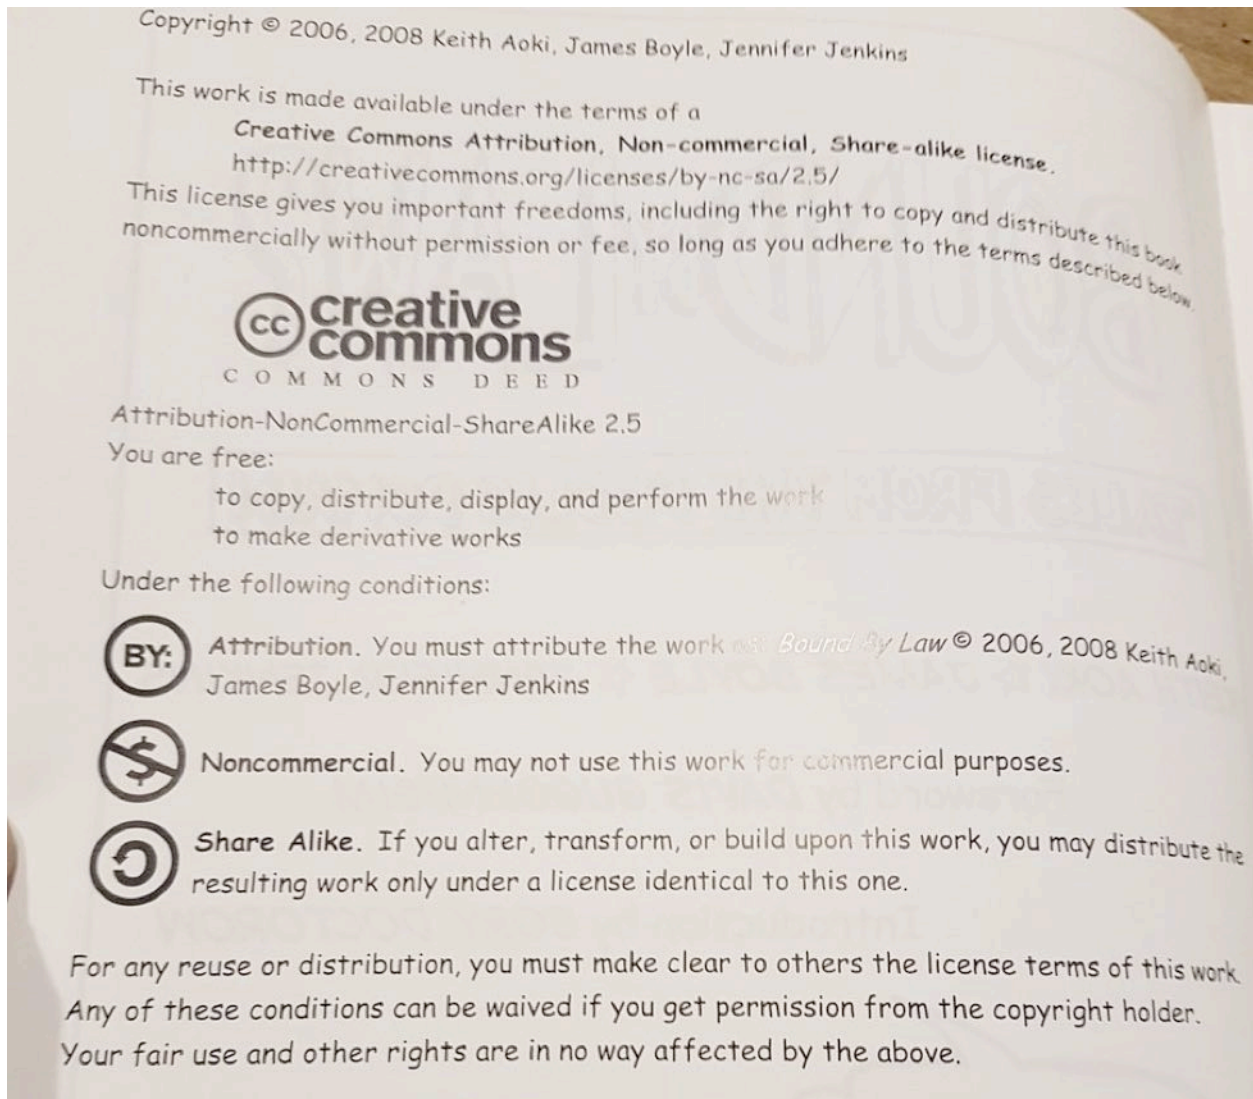 Copyright © 2006, 2008 Keith Aoki, James Boyle, Jennifer Jenkins
This work is made available under the terms of a
Creative Commons Attribution, Non-commercial, Share-alike license.
http://creativecommons.org/licenses/by-nc-sa/2.5/
This license gives you important freedoms, including the right to copy and distribute this book
noncommercially without permission or fee, so long as you adhere to the terms described below.
cc creative
commons
COMMONS DEED
Attribution-NonCommercial-ShareAlike 2.5
You are free:
to copy, distribute, display, and perform the work
to make derivative works
Under the following conditions:
BY: Attribution. You must attribute the work Bound By Law © 2006, 2008 Keith Aoki,
James Boyle, Jennifer Jenkins
$ Noncommercial. You may not use this work for commercial purposes.
Share Alike. If you alter, transform, or build upon this work, you may distribute the
resulting work only under a license identical to this one.
For any reuse or distribution, you must make clear to others the license terms of this work.
Any of these conditions can be waived if you get permission from the copyright holder.
Your fair use and other rights are in no way affected by the above.